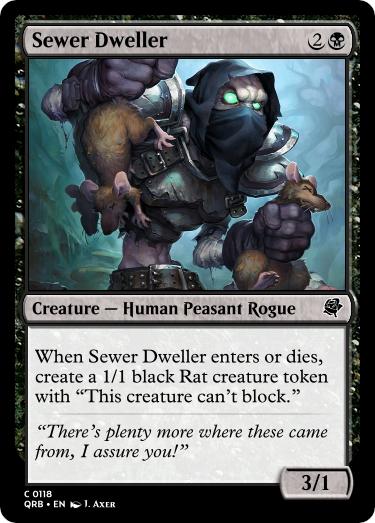 Sewer Dweller 2
Creature — Human Peasant Rogue
When Sewer Dweller enters or dies,
create a 1/1 black Rat creature token
with “This creature can't block.”
“There's plenty more where these came
from, I assure you!”
3/1
C 0118
QRB • EN J. Axer